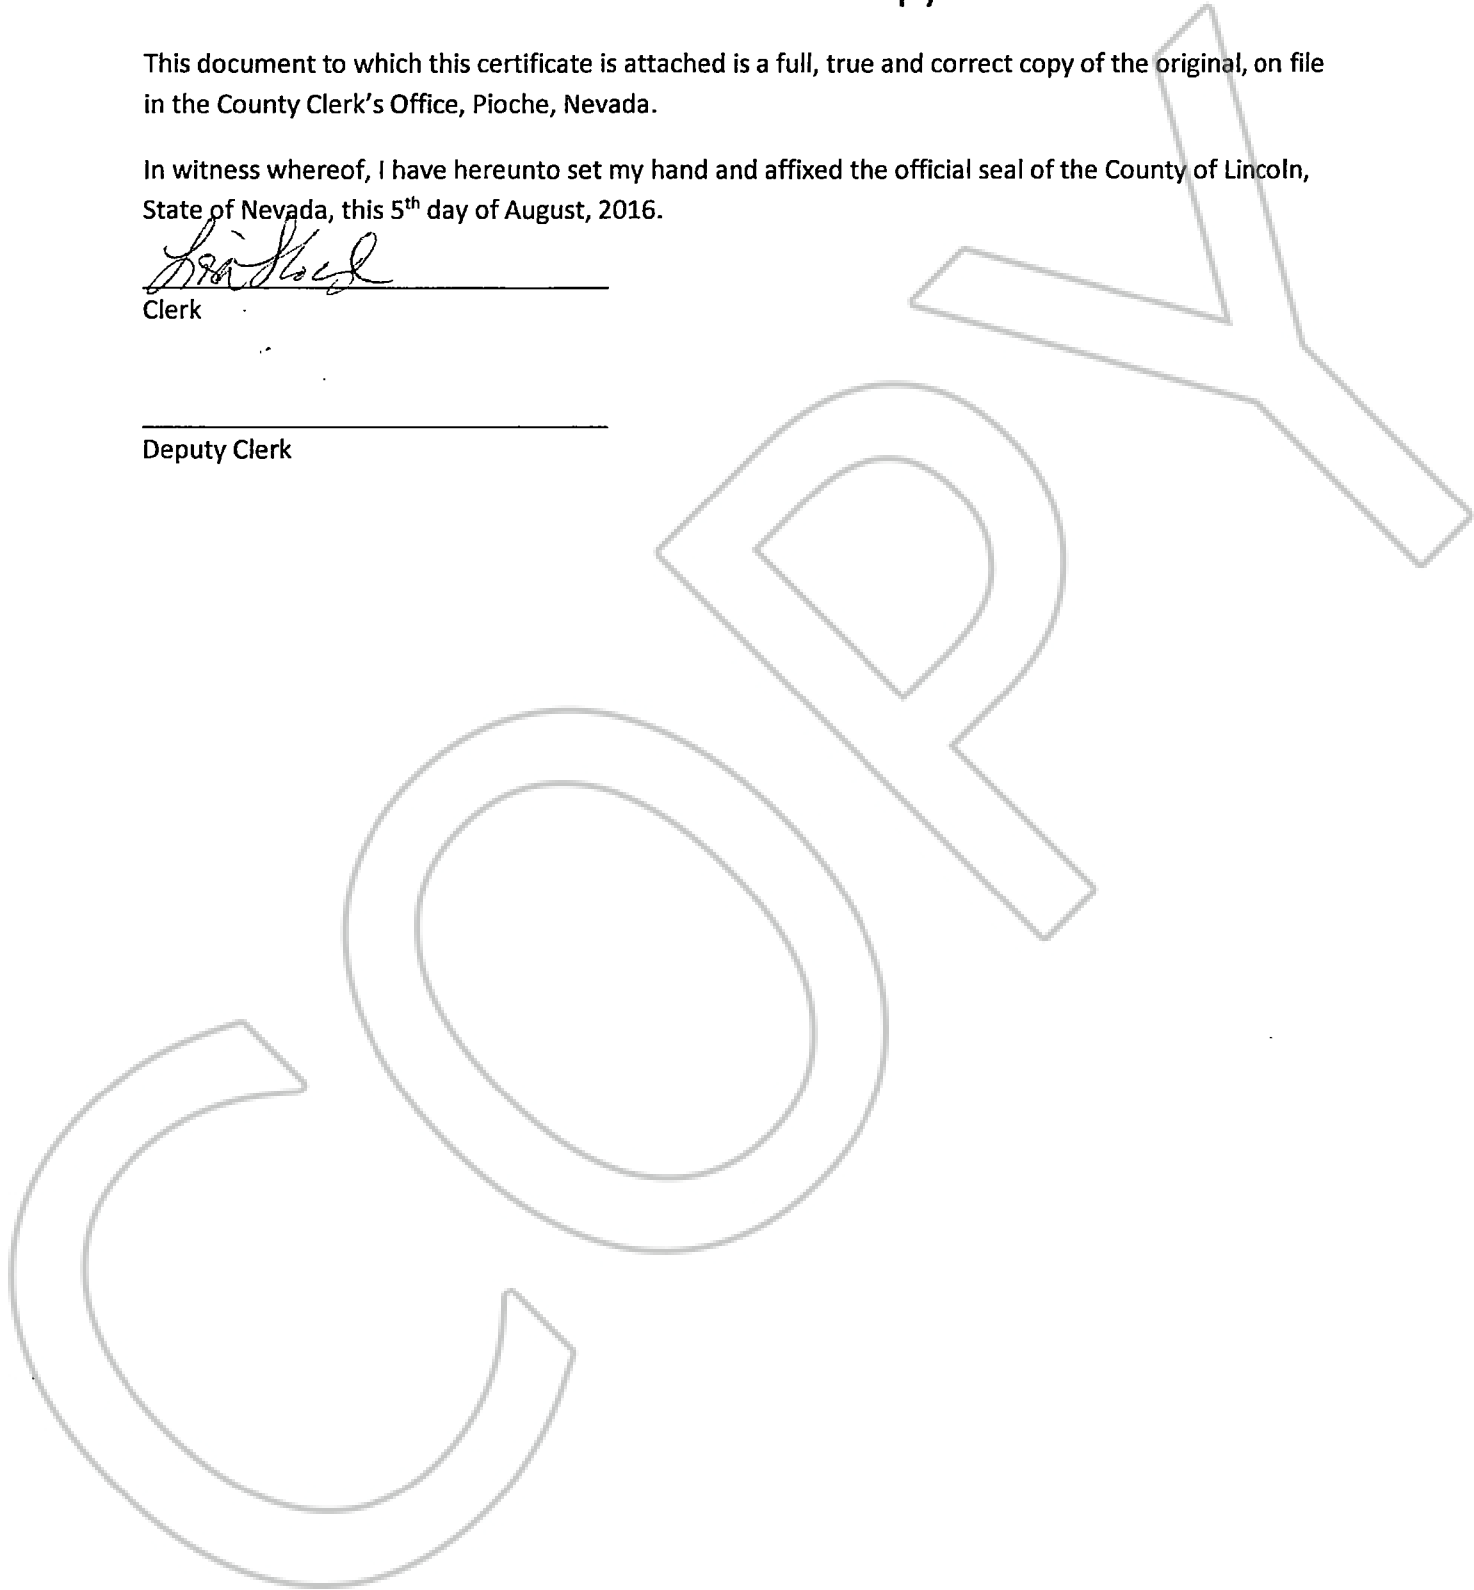 This document to which this certificate is attached is a full, true and correct copy of the original, on file
in the County Clerk's Office, Pioche, Nevada.
In witness whereof, I have hereunto set my hand and affixed the official seal of the County of Lincoln,
State of Nevada, this 5th day of August, 2016.
Clerk
Deputy Clerk
COPY